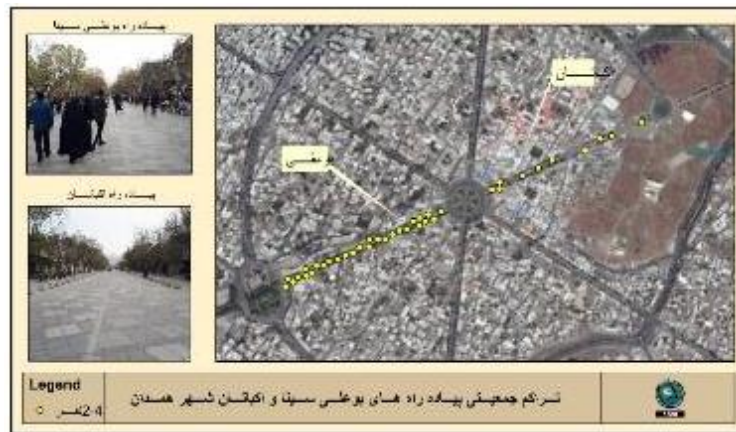 پیاده راه بوعلی سینا
اکباتان
بوعلی
پیاده راه اکباتان
Legend
2-4 نفر
تراکم جمعیتی پیاده راه های بوعلی سینا و اکباتان شهر همدان